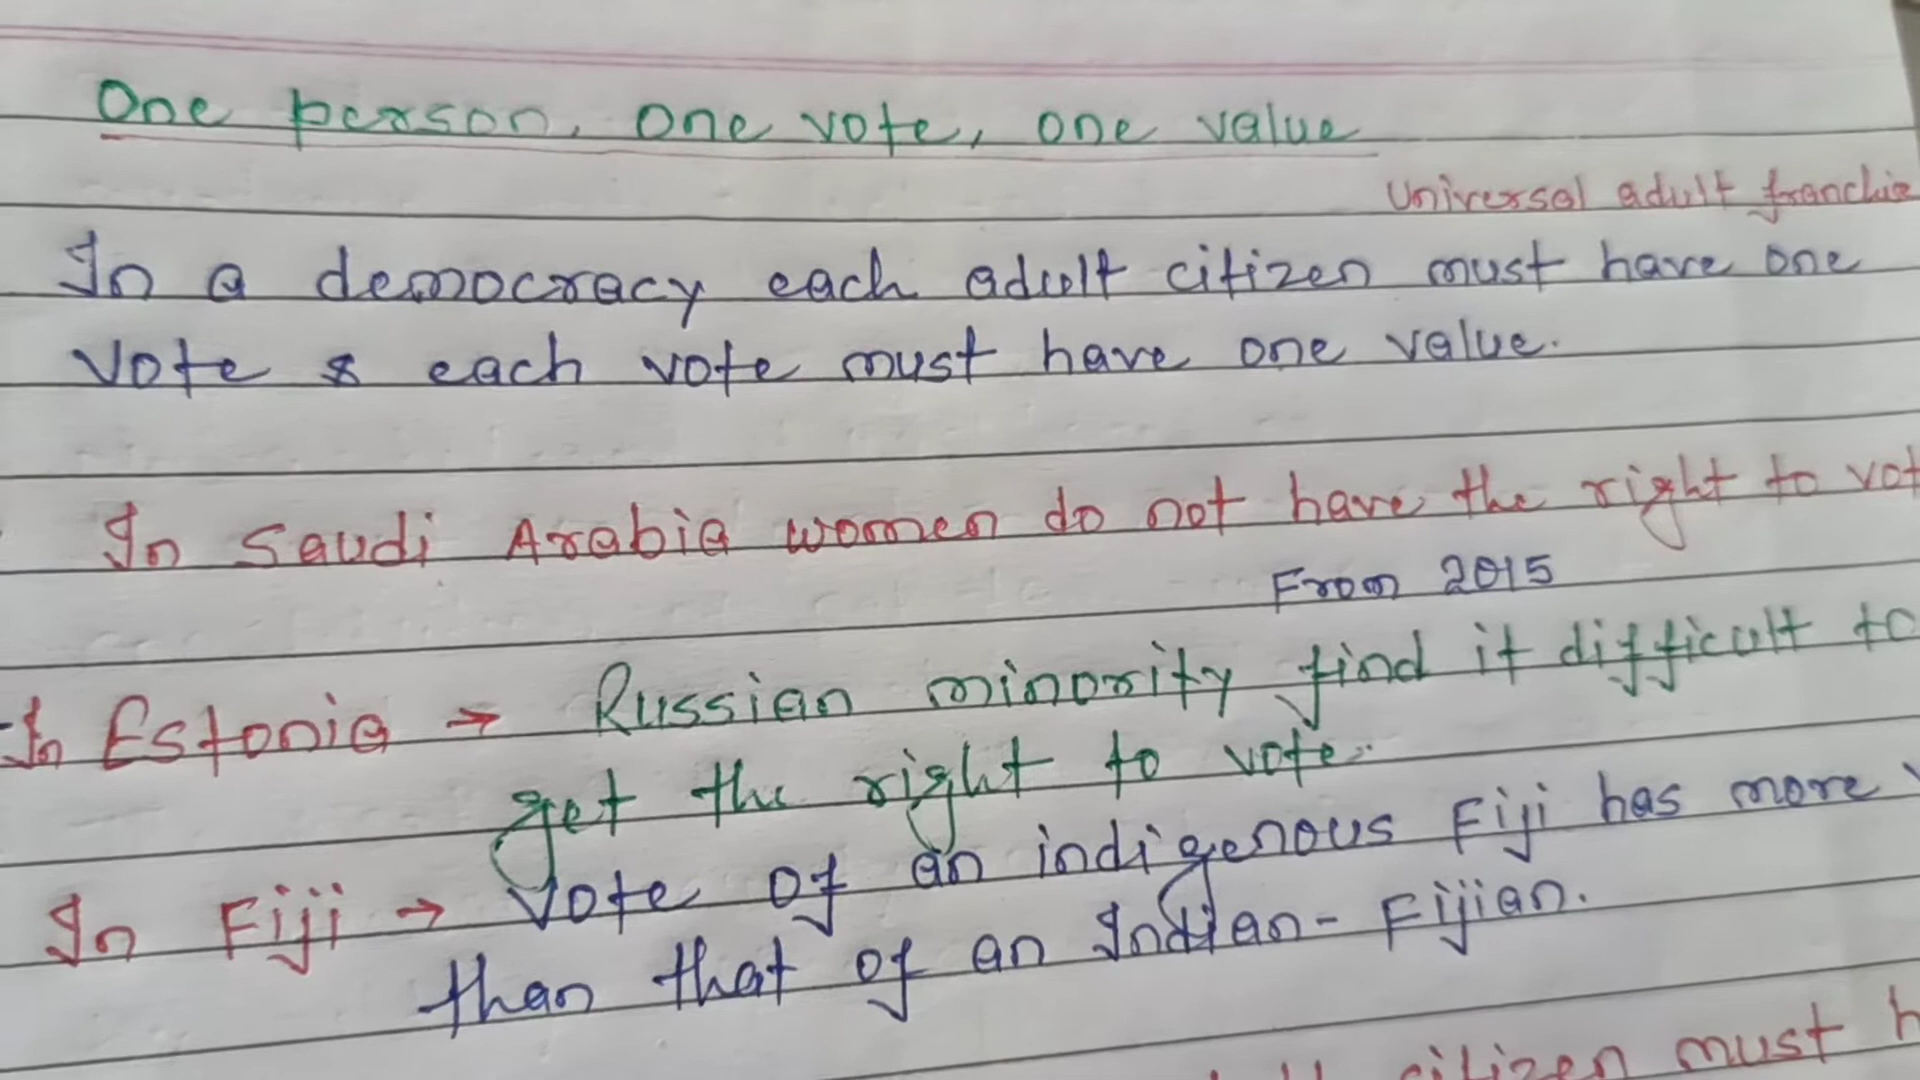 One person, one vote, one value
Universal adult franchise
In a democracy each adult citizen must have one
vote & each vote must have one value.
In Saudi Arabia women do not have the right to
From 2015
In Estonia → Russian minority find it difficult to
get the right to vote.
In Fiji → Vote of an indigenous Fiji has more
than that of an Indian-Fijian.
citizen must